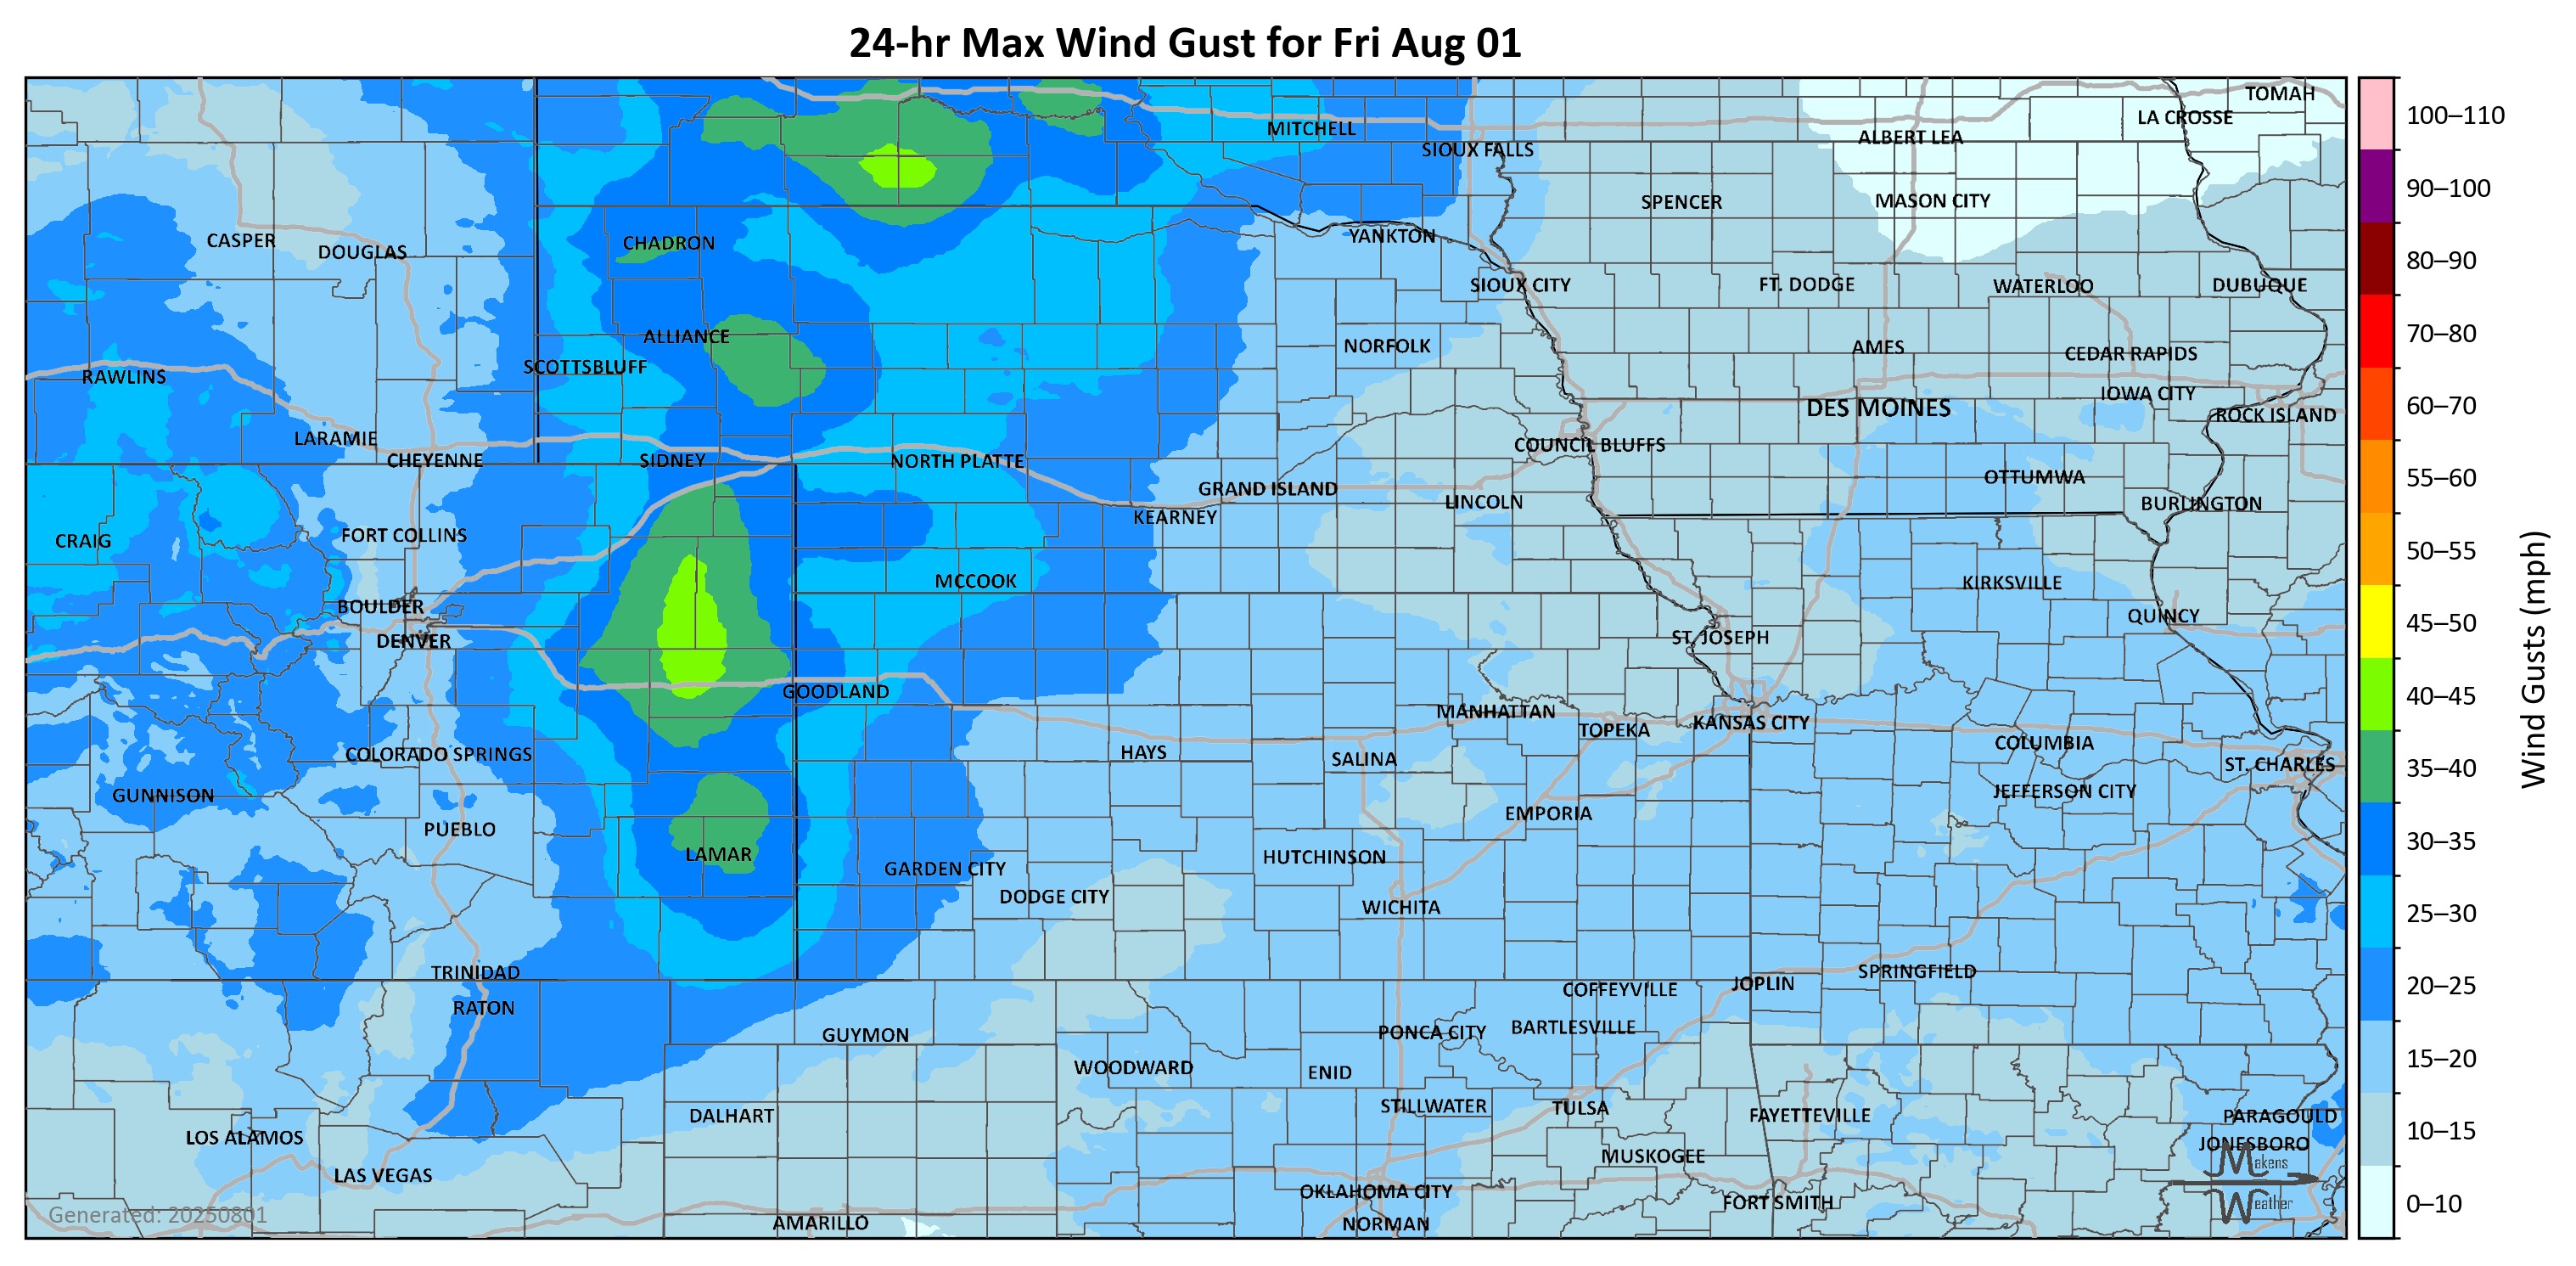 24-hr Max Wind Gust for Fri Aug 01
TOMAH
LA CROSSE
MITCHELL
ALBERT LEA
SIOUX FALLS
SPENCER
MASON CITY
CASPER
DOUGLAS
CHADRON
YANKTON
SIOUX CITY
FT. DODGE
WATERLOO
DUBUQUE
ALLIANCE
NORFOLK
AMES
CEDAR RAPIDS
SCOTTSBLUFF
RAWLINS
IOWA CITY
DES MOINES
ROCK ISLAND
LARAMIE
COUNCIL BLUFFS
CHEYENNE
SIDNEY
NORTH PLATTE
OTTUMWA
GRAND ISLAND
LINCOLN
BURLINGTON
KEARNEY
FORT COLLINS
CRAIG
MCCOOK
KIRKSVILLE
BOULDER
QUINCY
DENVER
ST. JOSEPH
GOODLAND
MANHATTAN
TOPEKA
KANSAS CITY
COLUMBIA
COLORADO SPRINGS
HAYS
SALINA
ST. CHARLES
GUNNISON
JEFFERSON CITY
EMPORIA
PUEBLO
LAMAR
HUTCHINSON
GARDEN CITY
DODGE CITY
WICHITA
TRINIDAD
SPRINGFIELD
JOPLIN
COFFEYVILLE
RATON
GUYMON
PONCA CITY
BARTLESVILLE
WOODWARD
ENID
DALHART
STILLWATER
TULSA
FAYETTEVILLE
PARAGOULD
LOS ALAMOS
JONESBORO
MUSKOGEE
LAS VEGAS
OKLAHOMA CITY
FORT SMITH
AMARILLO
NORMAN
Generated: 20250801
Makens
Weather
100–110
90–100
80–90
70–80
60–70
55–60
50–55
45–50
40–45
35–40
30–35
25–30
20–25
15–20
10–15
0–10
Wind Gusts (mph)